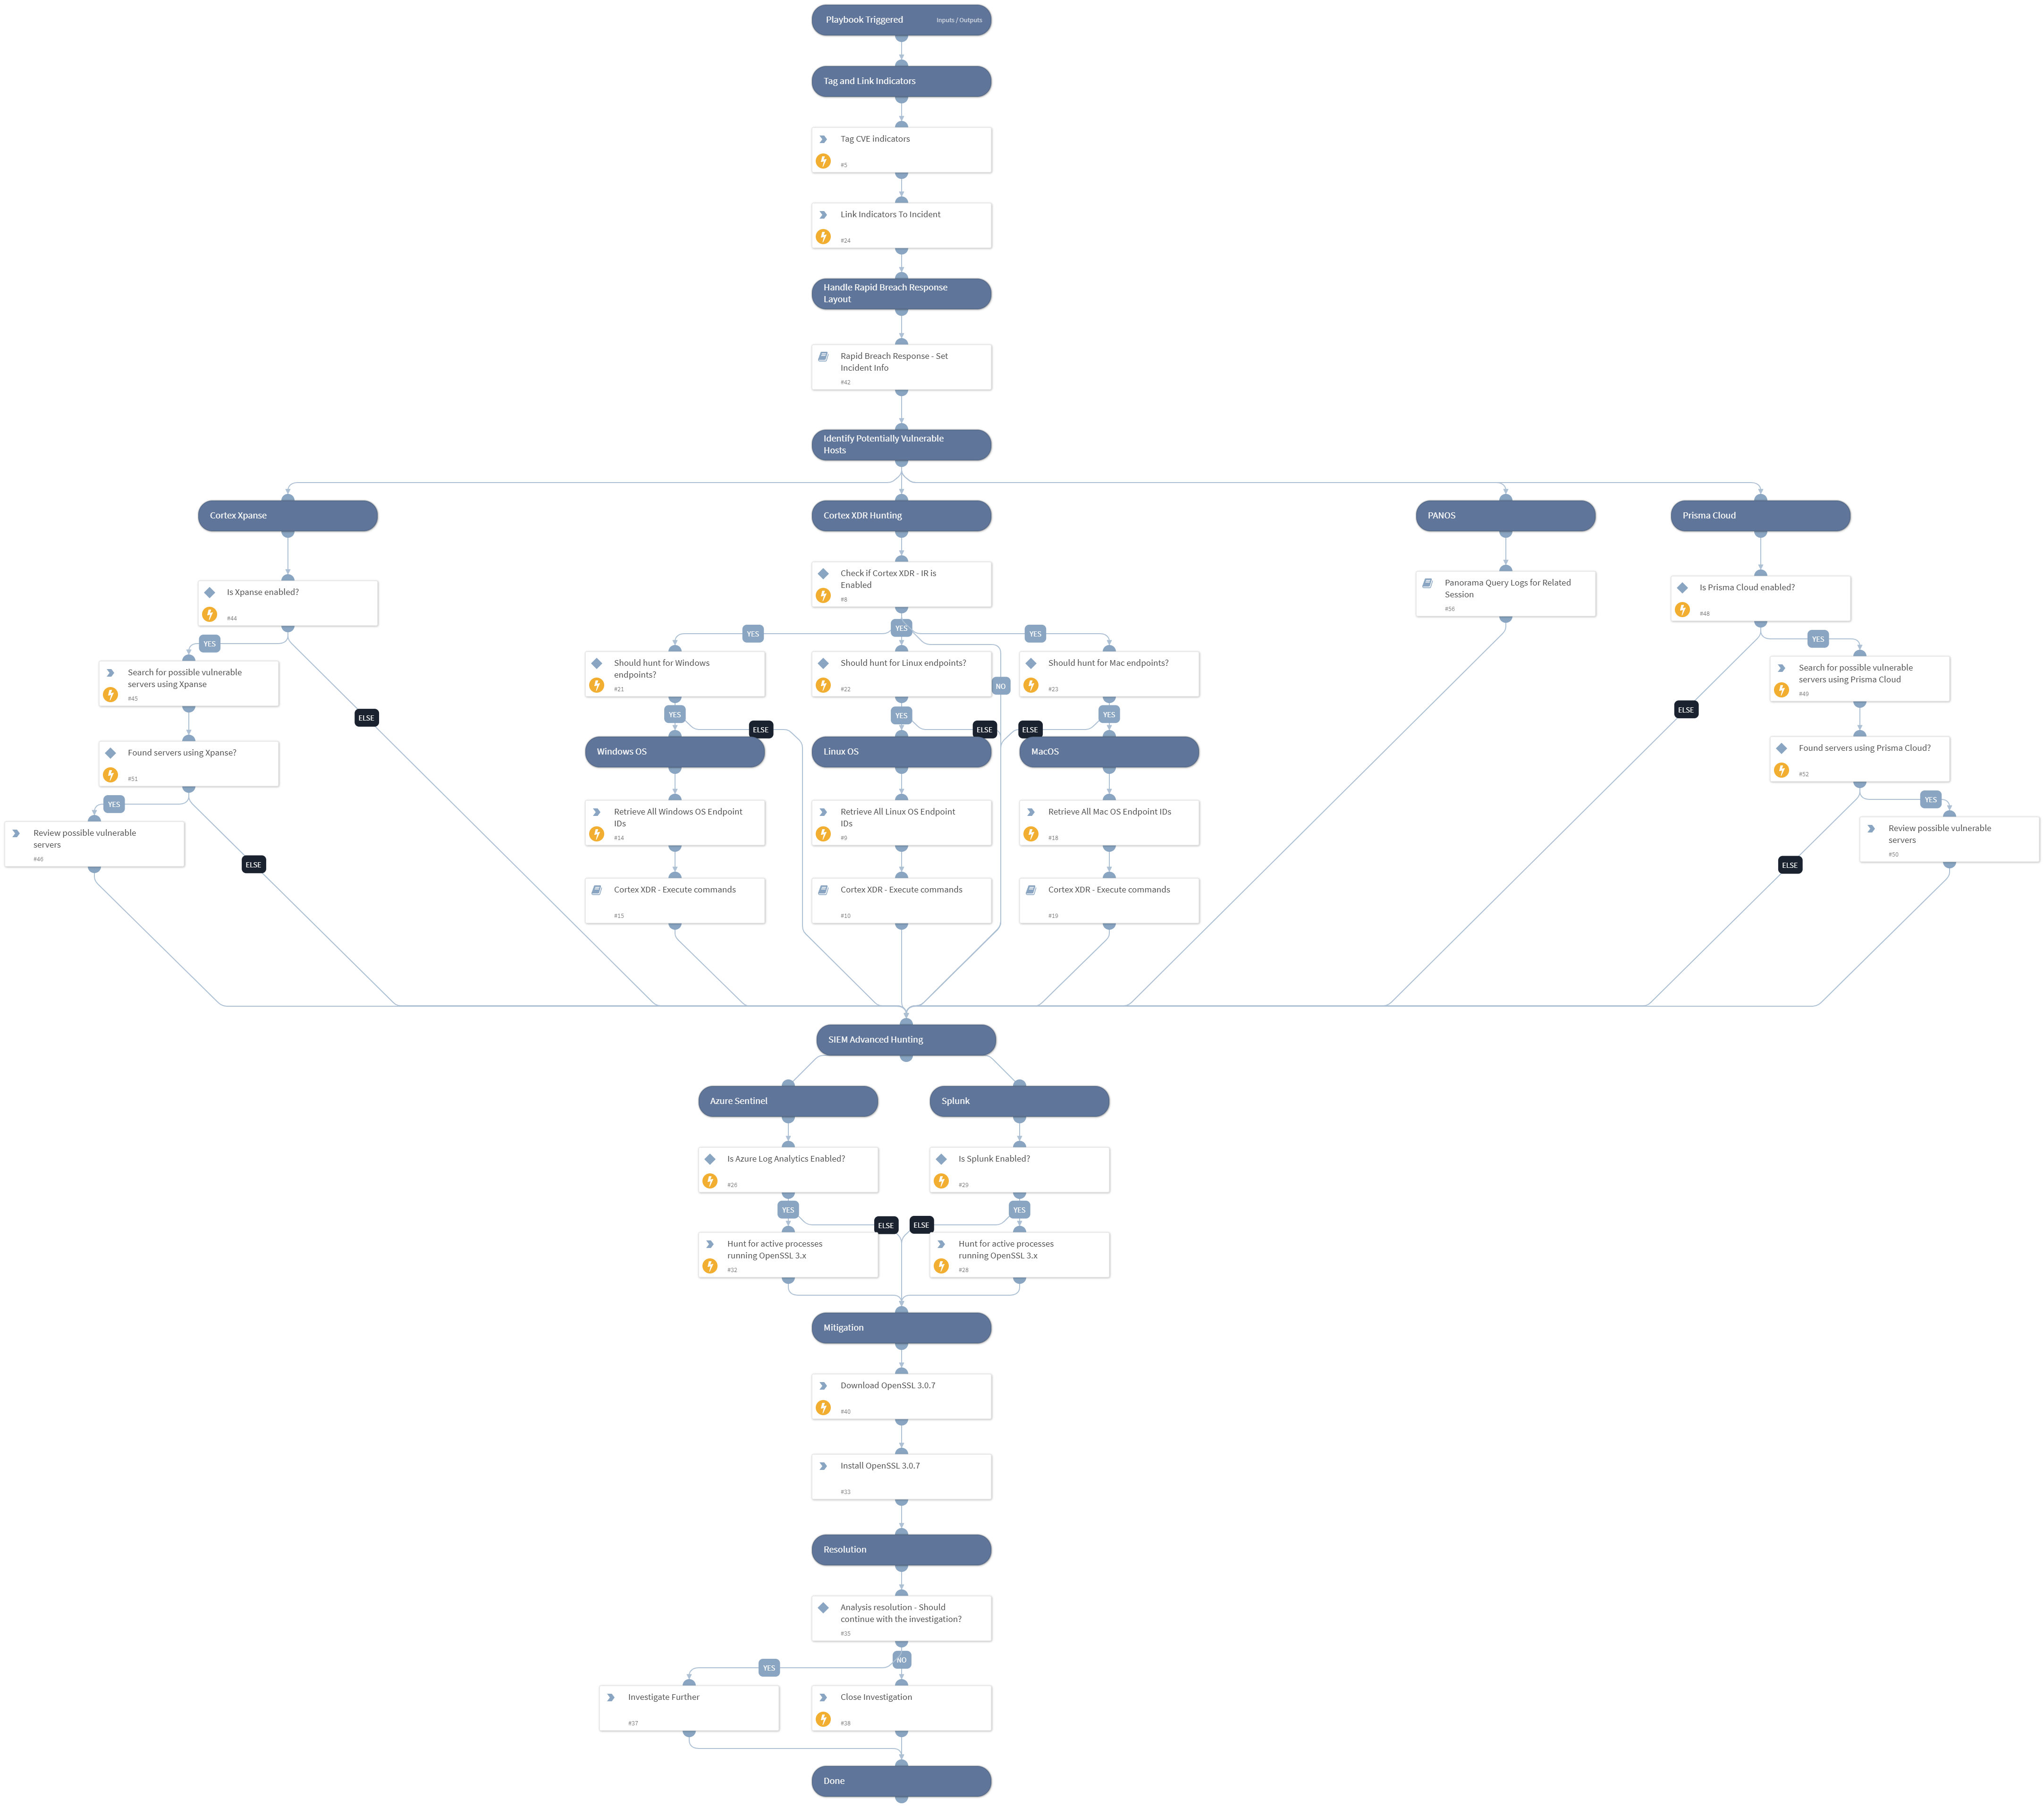 Playbook Triggered
Inputs / Outputs
Tag and Link Indicators
Tag CVE indicators
#5
Link Indicators To Incident
#24
Handle Rapid Breach Response
Layout
Rapid Breach Response - Set
Incident Info
#42
Identify Potentially Vulnerable
Hosts
Cortex Xpanse
Cortex XDR Hunting
PANOS
Prisma Cloud
Is Xpanse enabled?
#44
Check if Cortex XDR - IR is
Enabled
#8
Panorama Query Logs for Related
Session
#56
Is Prisma Cloud enabled?
#48
YES
YES
YES
YES
YES
Search for possible vulnerable
servers using Xpanse
#45
Should hunt for Windows
endpoints?
#21
Should hunt for Linux endpoints?
#22
NO
Should hunt for Mac endpoints?
#23
Search for possible vulnerable
servers using Prisma Cloud
#49
ELSE
YES
ELSE
YES
ELSE
ELSE
YES
ELSE
Found servers using Xpanse?
#51
Windows OS
Linux OS
MacOS
Found servers using Prisma Cloud?
#52
YES
YES
Review possible vulnerable
servers
#46
ELSE
Retrieve All Windows OS Endpoint
IDs
#14
Retrieve All Linux OS Endpoint
IDs
#9
Retrieve All Mac OS Endpoint IDs
#18
ELSE
Review possible vulnerable
servers
#50
Cortex XDR - Execute commands
#15
Cortex XDR - Execute commands
#10
Cortex XDR - Execute commands
#19
SIEM Advanced Hunting
Azure Sentinel
Splunk
Is Azure Log Analytics Enabled?
#26
Is Splunk Enabled?
#29
YES
ELSE
ELSE
YES
Hunt for active processes
running OpenSSL 3.x
#32
Hunt for active processes
running OpenSSL 3.x
#28
Mitigation
Download OpenSSL 3.0.7
#40
Install OpenSSL 3.0.7
#33
Resolution
Analysis resolution - Should
continue with the investigation?
#35
YES
NO
Investigate Further
#37
Close Investigation
#38
Done